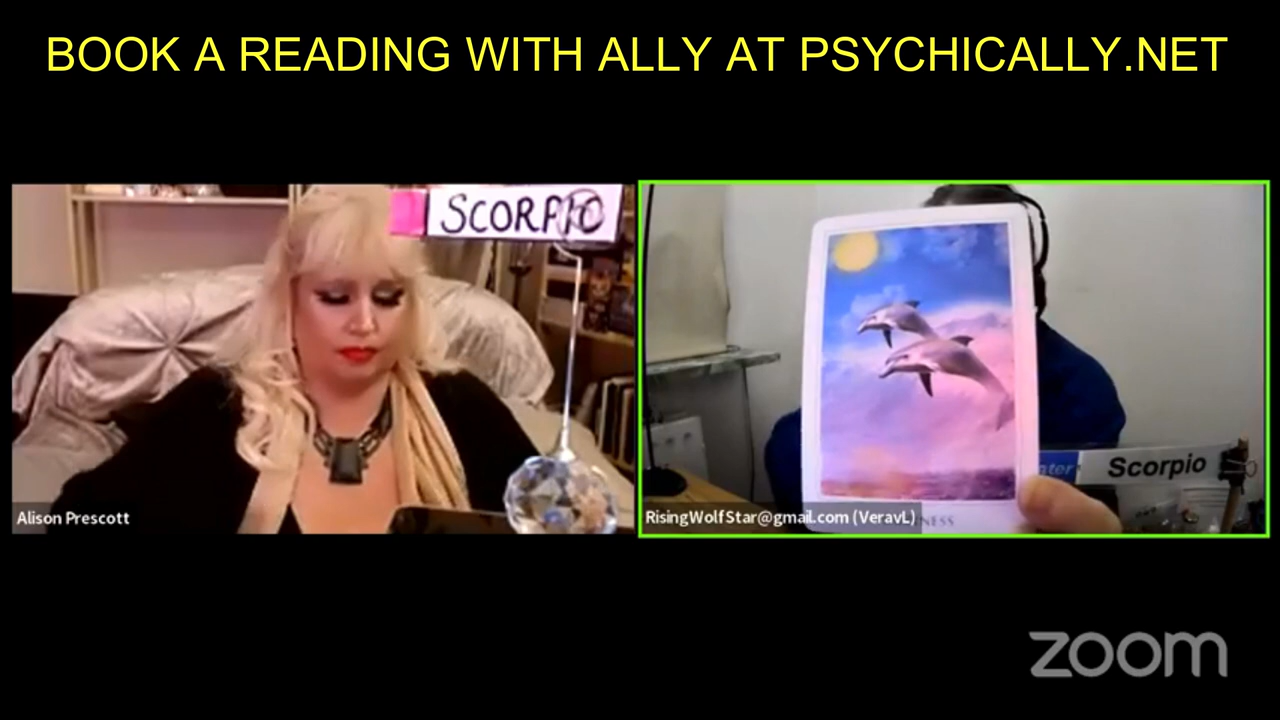 BOOK A READING WITH ALLY AT PSYCHICALLY.NET
SCORPIO
Scorpio
Alison Prescott
RisingWolfStar@gmail.com (VeravL)
zoom